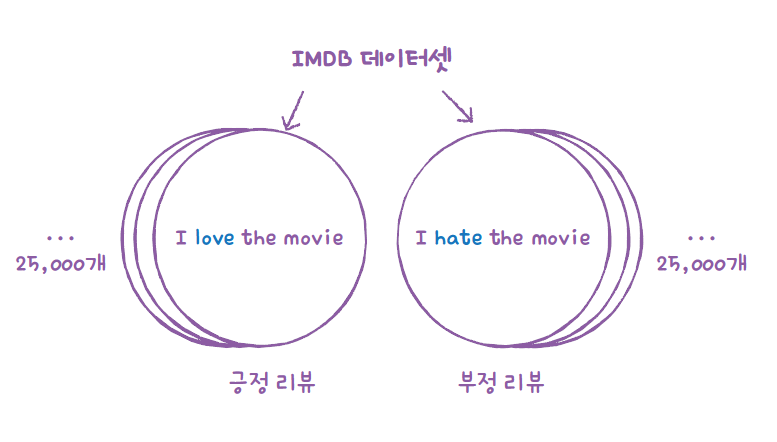 IMDB 데이터셋
I love the movie
I hate the movie
...
25,000개
...
25,000개
긍정 리뷰
부정 리뷰